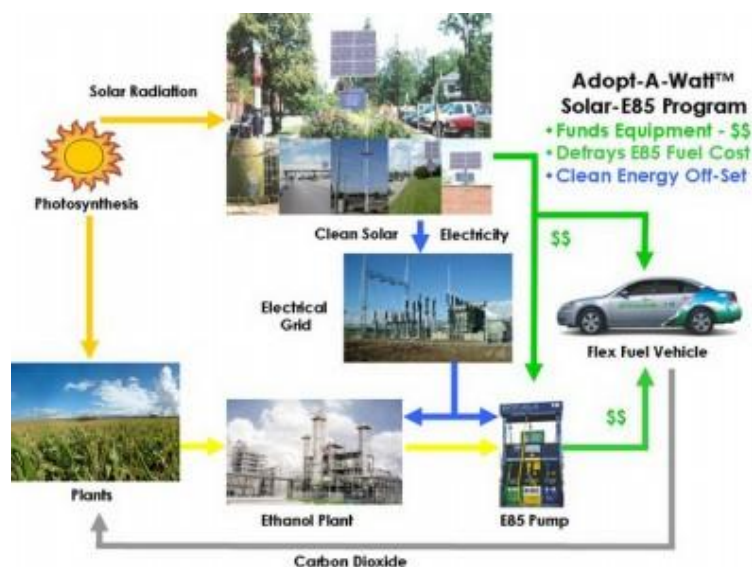 Solar Radiation
Adopt-A-Watt™
Solar-E85 Program
• Funds Equipment - $$
• Defrays E85 Fuel Cost
• Clean Energy Off-Set
Photosynthesis
Clean Solar Electricity
$$
Electrical
Grid
Flex Fuel Vehicle
$$
Plants
Ethanol Plant
E85 Pump
Carbon Dioxide